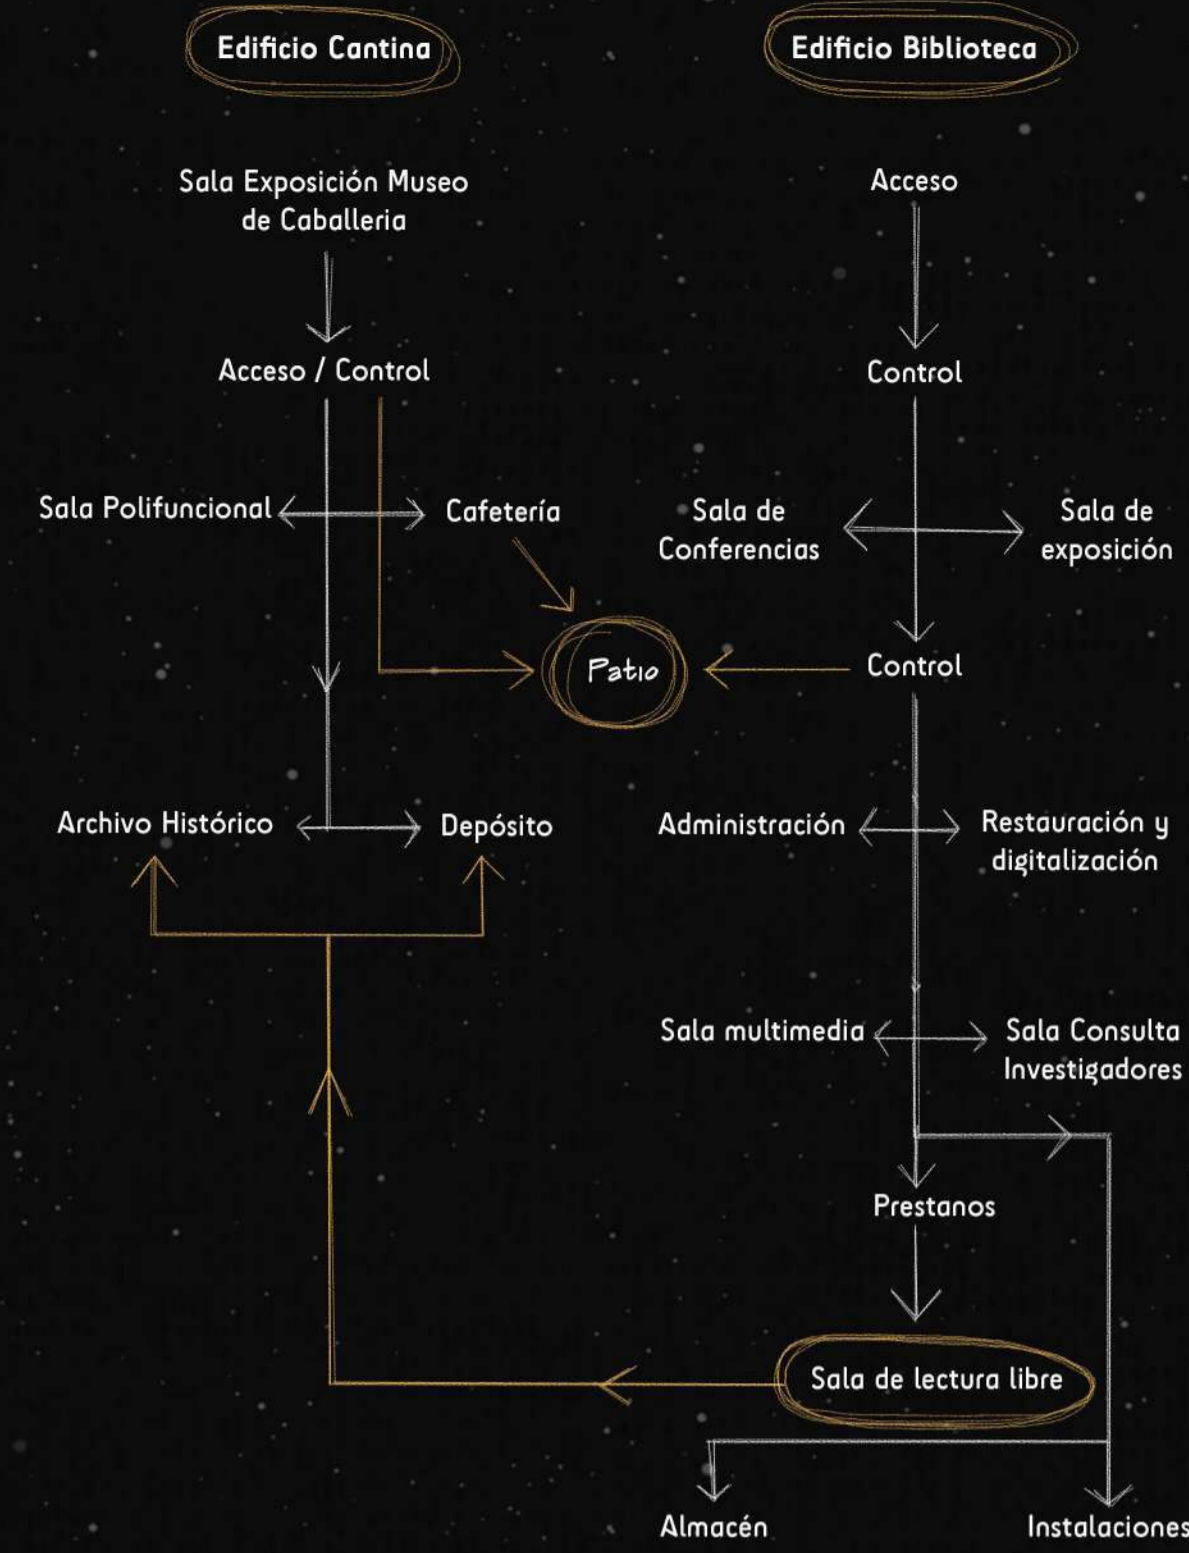 Edificio Cantina
Edificio Biblioteca
Sala Exposición Museo
de Caballeria
Acceso
Acceso / Control
Control
Sala Polifuncional
Cafetería
Sala de
Conferencias
Sala de
exposición
Patio
Control
Archivo Histórico
Depósito
Administración
Restauración y
digitalización
Sala multimedia
Sala Consulta
Investigadores
Prestanos
Sala de lectura libre
Almacén
Instalaciones